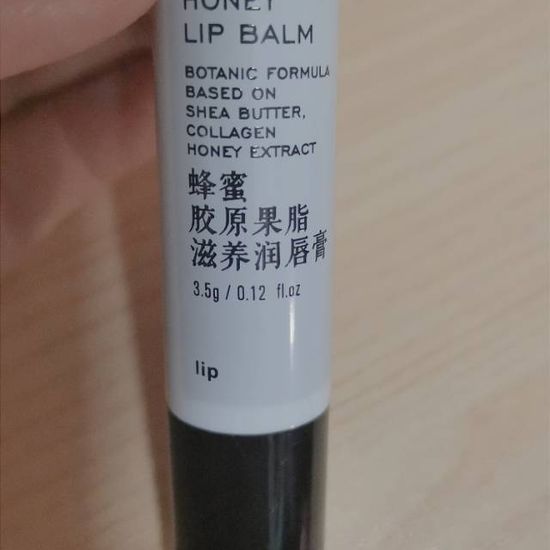 HONEY
LIP BALM
BOTANIC FORMULA
BASED ON
SHEA BUTTER,
COLLAGEN
HONEY EXTRACT
蜂蜜
胶原果脂
滋养润唇膏
3.5g / 0.12 fl.oz
lip